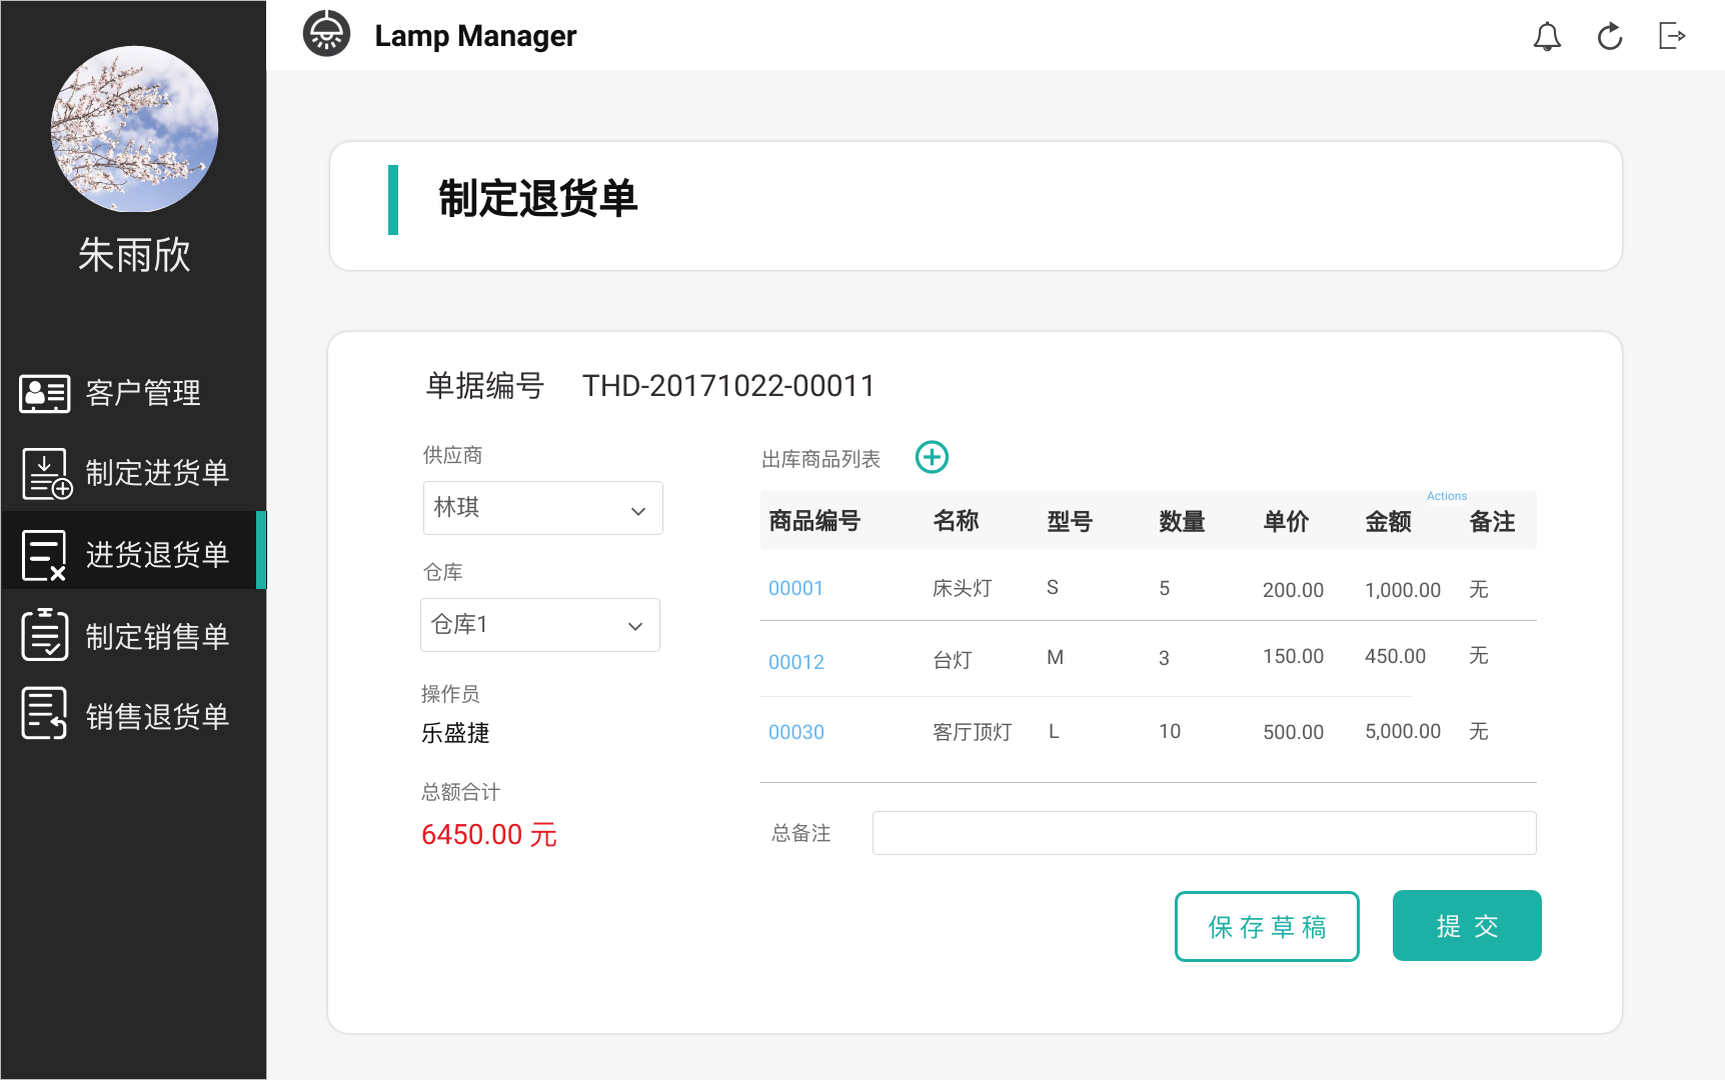 Lamp Manager
朱雨欣
客户管理
制定进货单
进货退货单
制定销售单
销售退货单
制定退货单
单据编号 THD-20171022-00011
供应商
林琪
仓库
仓库1
操作员
乐盛捷
总额合计
6450.00 元
出库商品列表
Actions
商品编号 名称 型号 数量 单价 金额 备注
00001 床头灯 S 5 200.00 1,000.00 无
00012 台灯 M 3 150.00 450.00 无
00030 客厅顶灯 L 10 500.00 5,000.00 无
总备注
保存草稿 提交